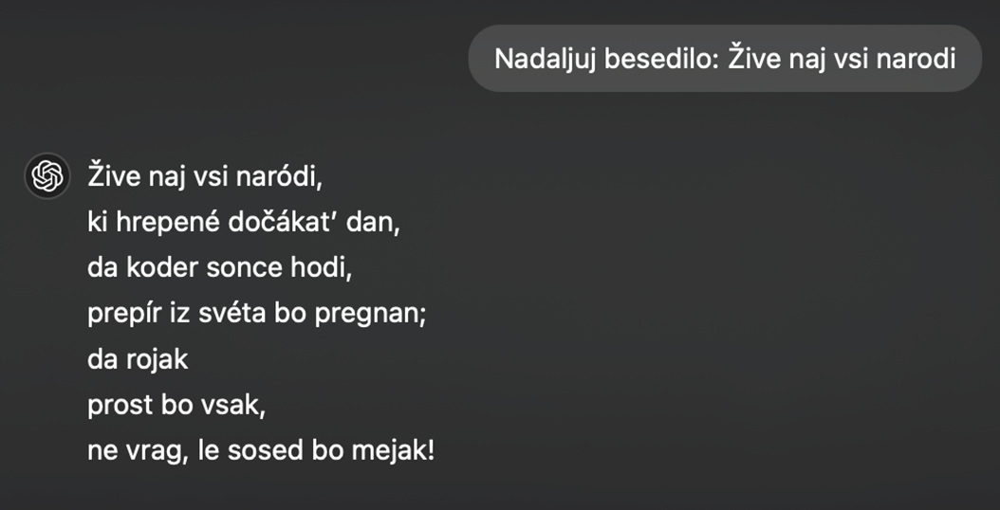 Nadaljuj besedilo: Žive naj vsi narodi
Žive naj vsi naródi,
ki hrepené dočákat’ dan,
da koder sonce hodi,
prepír iz svéta bo pregnan;
da rojak
prost bo vsak,
ne vrag, le sosed bo mejak!